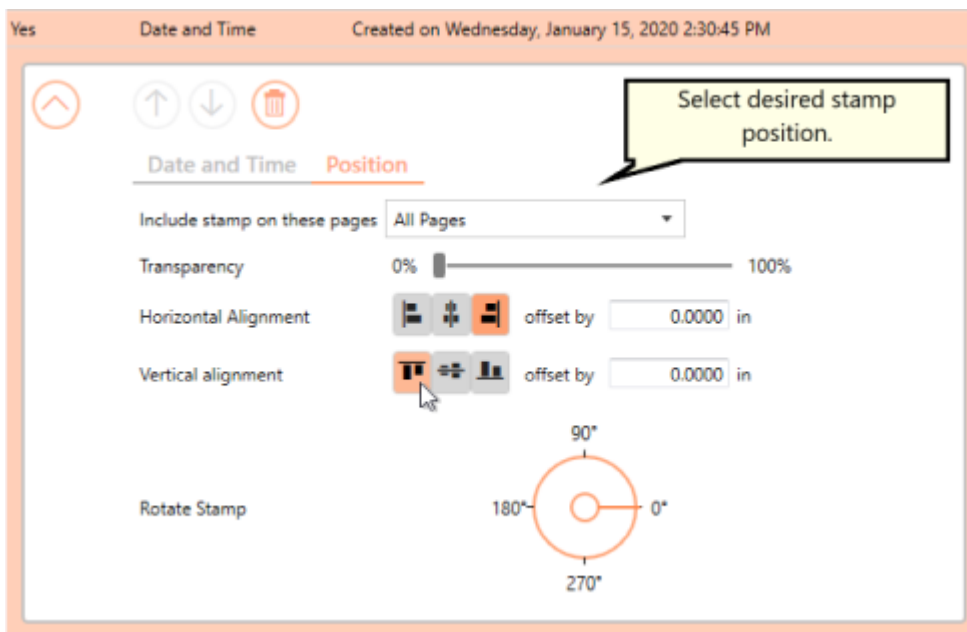 Yes Date and Time Created on Wednesday, January 15, 2020 2:30:45 PM
Select desired stamp
position.
Date and Time Position
Include stamp on these pages All Pages
Transparency 0% 100%
Horizontal Alignment offset by 0.0000 in
Vertical alignment offset by 0.0000 in
90°
Rotate Stamp 180° 0°
270°